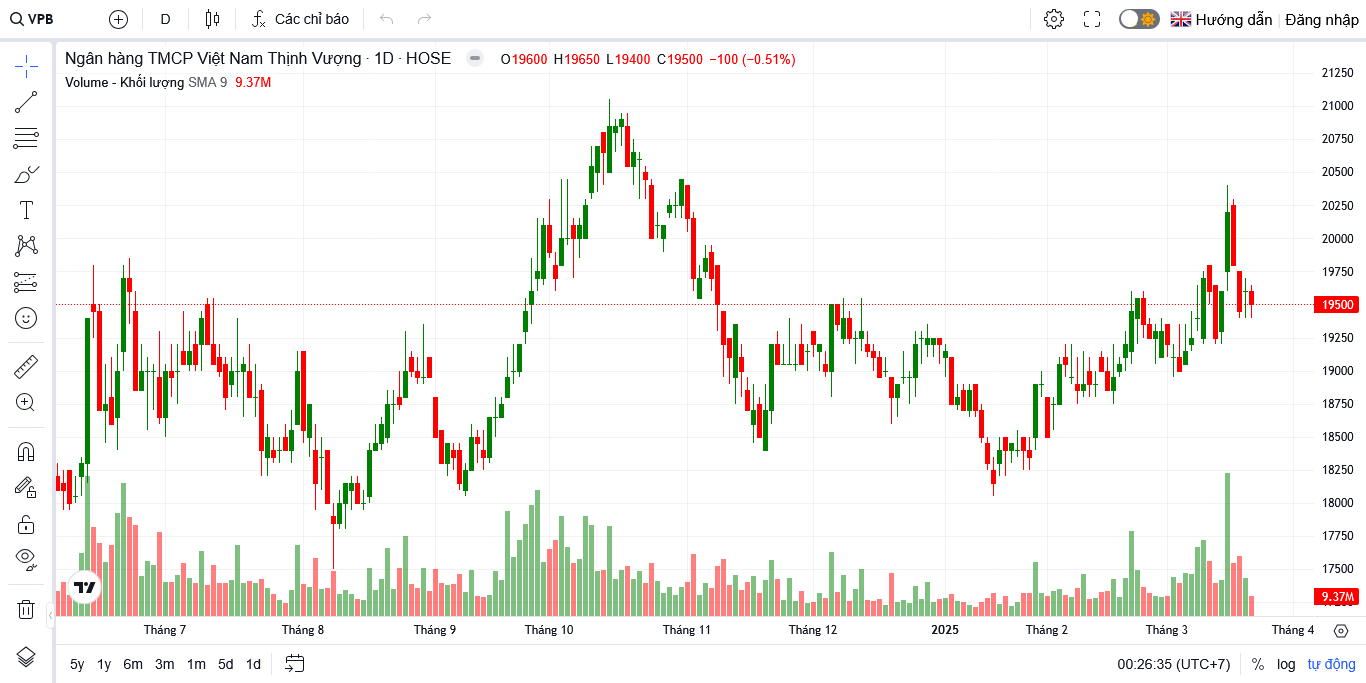 VPB D Các chỉ báo Hướng dẫn Đăng nhập
Ngân hàng TMCP Việt Nam Thịnh Vượng · 1D · HOSE O19600 H19650 L19400 C19500 −100 (−0.51%)
Volume - Khối lượng SMA 9 9.37M
21250
21000
20750
20500
20250
20000
19750
19500
19250
19000
18750
18500
18250
18000
17750
17500
9.37M
Tháng 7 Tháng 8 Tháng 9 Tháng 10 Tháng 11 Tháng 12 2025 Tháng 2 Tháng 3 Tháng 4
5y 1y 6m 3m 1m 5d 1d 00:26:35 (UTC+7) % log tự động